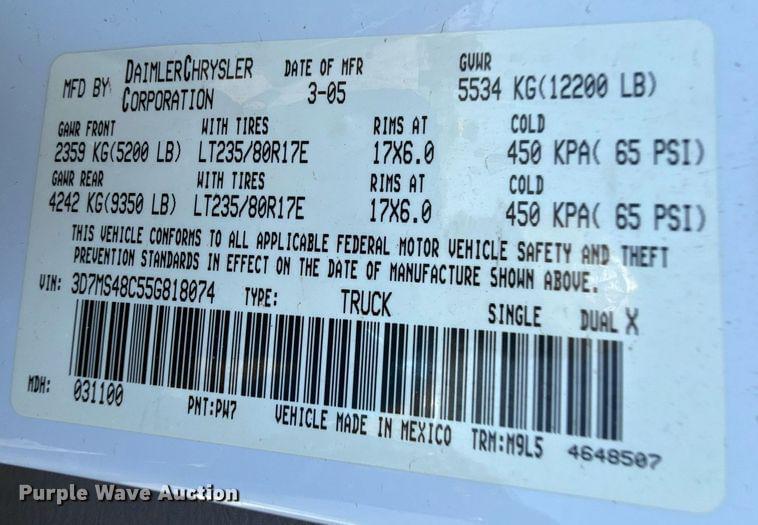 MFD BY: DAIMLERCHRYSLER CORPORATION DATE OF MFR 3-05 GVWR 5534 KG(12200 LB)
GAWR FRONT WITH TIRES RIMS AT COLD
2359 KG(5200 LB) LT235/80R17E 17X6.0 450 KPA( 65 PSI)
GAWR REAR WITH TIRES RIMS AT COLD
4242 KG(9350 LB) LT235/80R17E 17X6.0 450 KPA( 65 PSI)
THIS VEHICLE CONFORMS TO ALL APPLICABLE FEDERAL MOTOR VEHICLE SAFETY AND THEFT
PREVENTION STANDARDS IN EFFECT ON THE DATE OF MANUFACTURE SHOWN ABOVE.
VIN: 3D7MS48C55G818074 TYPE: TRUCK SINGLE DUAL X
MDH: 031100 PNT:PW7 VEHICLE MADE IN MEXICO TRM:M9L5 4648507
Purple Wave Auction